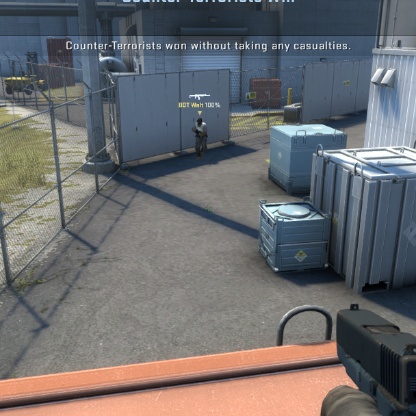 Counter-Terrorists Win
Counter-Terrorists won without taking any casualties.
BOT Walt 100%